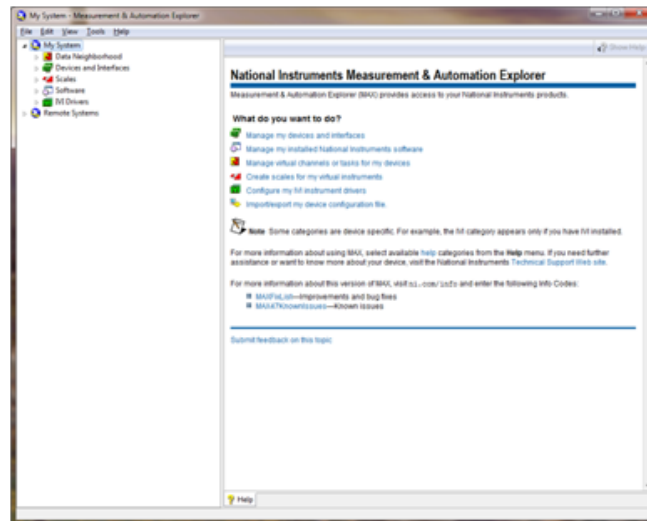 My System - Measurement & Automation Explorer
File Edit View Tools Help
My System
Data Neighborhood
Devices and Interfaces
Scales
Software
IVI Drivers
Remote Systems
Show Help
National Instruments Measurement & Automation Explorer
Measurement & Automation Explorer (MAX) provides access to your National Instruments products.
What do you want to do?
Manage my devices and interfaces
Manage my installed National Instruments software
Manage virtual channels or tasks for my devices
Create scales for my virtual instruments
Configure my IVI instrument drivers
Import/export my device configuration file.
Note Some categories are device specific. For example, the IVI category appears only if you have IVI installed.
For more information about using MAX, select available help categories from the Help menu. If you need further
assistance or want to know more about your device, visit the National Instruments Technical Support Web site.
For more information about this version of MAX, visit ni.com/info and enter the following Info Codes:
MAXFixList—Improvements and bug fixes
MAX47KnownIssues—Known issues
Submit feedback on this topic
Help